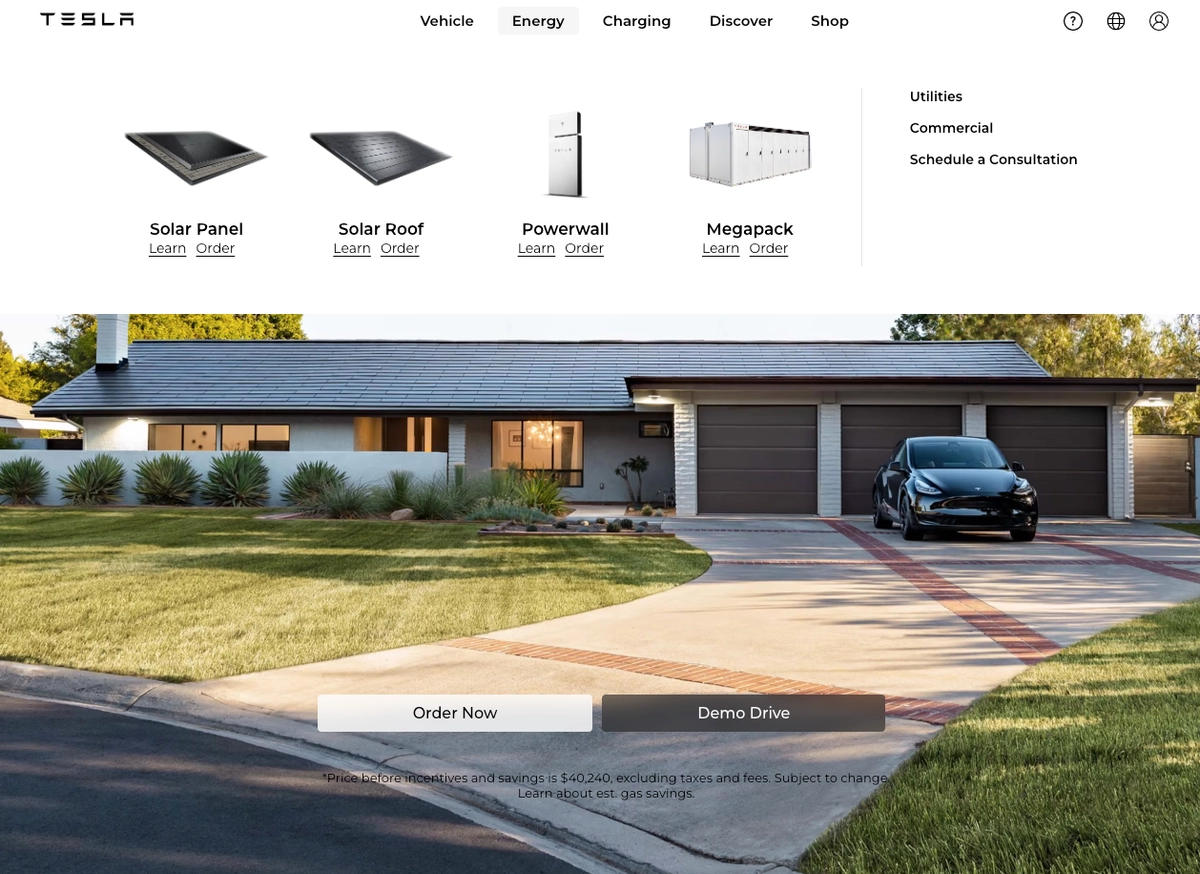 TESLA
Vehicle Energy Charging Discover Shop
Utilities
Commercial
Schedule a Consultation
Solar Panel
Learn Order
Solar Roof
Learn Order
Powerwall
Learn Order
Megapack
Learn Order
Order Now
Demo Drive
*Price before incentives and savings is $40,240, excluding taxes and fees. Subject to change.
Learn about est. gas savings.